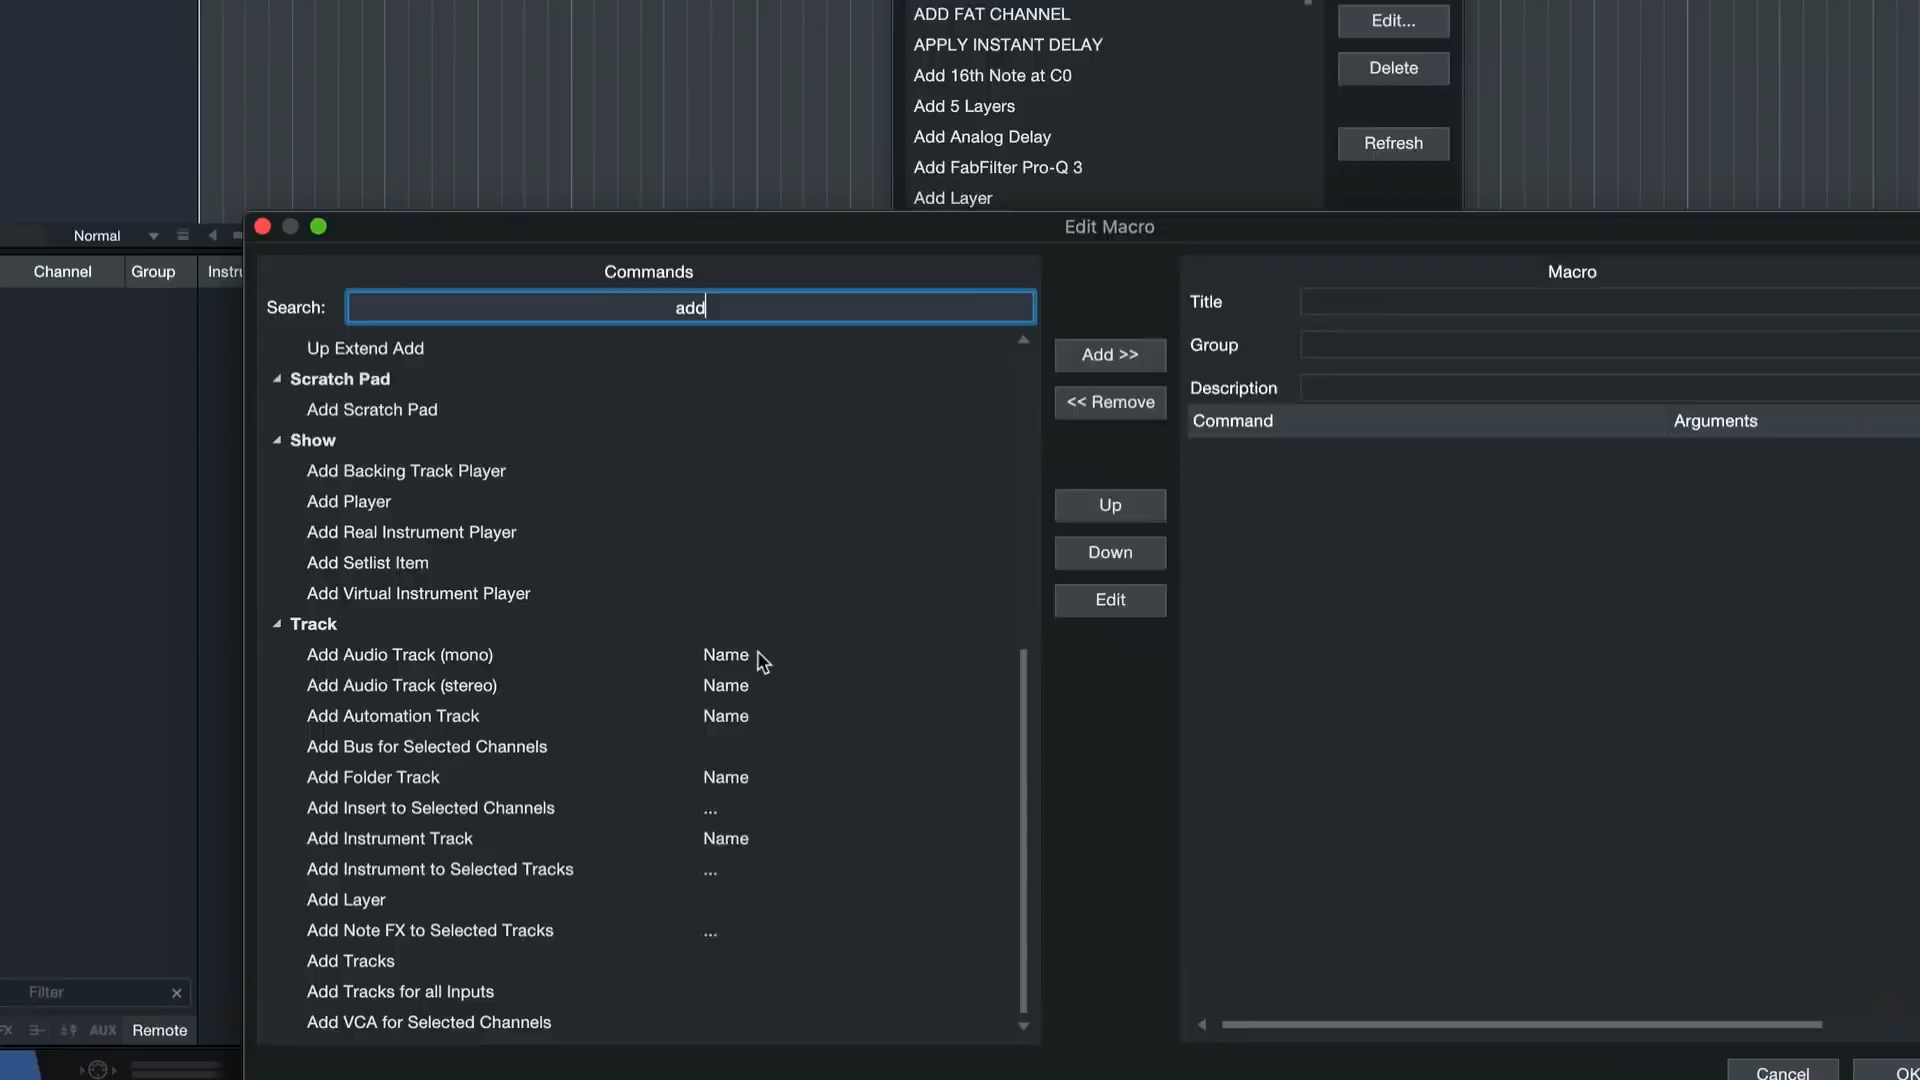 ADD FAT CHANNEL
APPLY INSTANT DELAY
Add 16th Note at C0
Add 5 Layers
Add Analog Delay
Add FabFilter Pro-Q 3
Add Layer
Edit...
Delete
Refresh
Normal
Channel Group
Edit Macro
Commands
Search: add
Up Extend Add
Scratch Pad
Add Scratch Pad
Show
Add Backing Track Player
Add Player
Add Real Instrument Player
Add Setlist Item
Add Virtual Instrument Player
Track
Add Audio Track (mono) Name
Add Audio Track (stereo) Name
Add Automation Track Name
Add Bus for Selected Channels
Add Folder Track Name
Add Insert to Selected Channels ...
Add Instrument Track Name
Add Instrument to Selected Tracks ...
Add Layer
Add Note FX to Selected Tracks ...
Add Tracks
Add Tracks for all Inputs
Add VCA for Selected Channels
Add >>
<< Remove
Up
Down
Edit
Macro
Title
Group
Description
Command Arguments
Filter
FX AUX Remote
Cancel OK